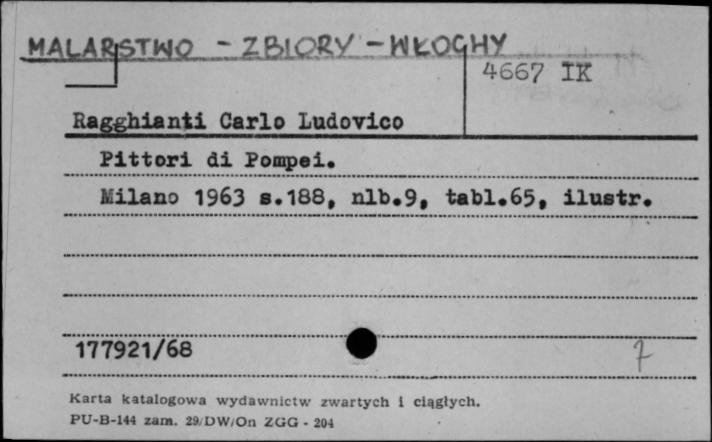 MALARSTWO - ZBIORY - WŁOCHY
4667 IK
Ragghianti Carlo Ludovico
Pittori di Pompei.
Milano 1963 s.188, nlb.9, tabl.65, ilustr.
177921/68
7
Karta katalogowa wydawnictw zwartych i ciągłych.
PU-B-144 zam. 29/DW/On ZGG - 204